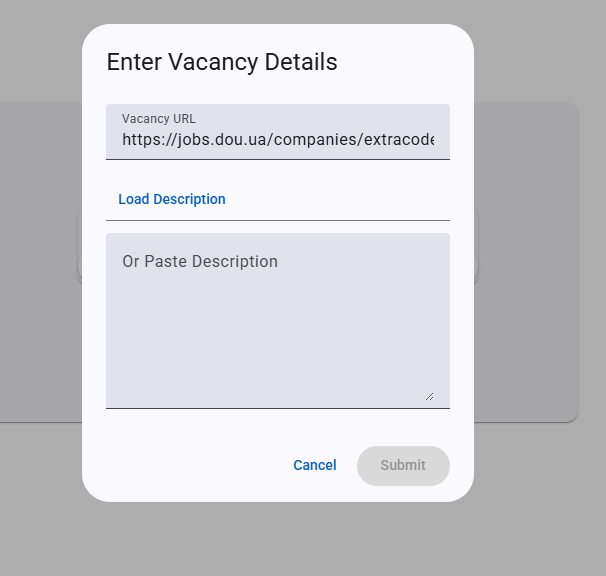 Enter Vacancy Details
Vacancy URL
https://jobs.dou.ua/companies/extracode
Load Description
Or Paste Description
Cancel
Submit